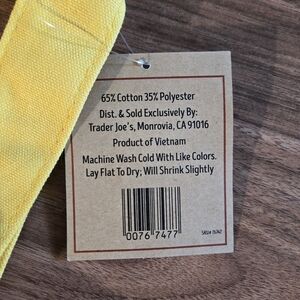 65% Cotton 35% Polyester
Dist. & Sold Exclusively By:
Trader Joe's, Monrovia, CA 91016
Product of Vietnam
Machine Wash Cold With Like Colors.
Lay Flat To Dry; Will Shrink Slightly
0076 7477
SKU#